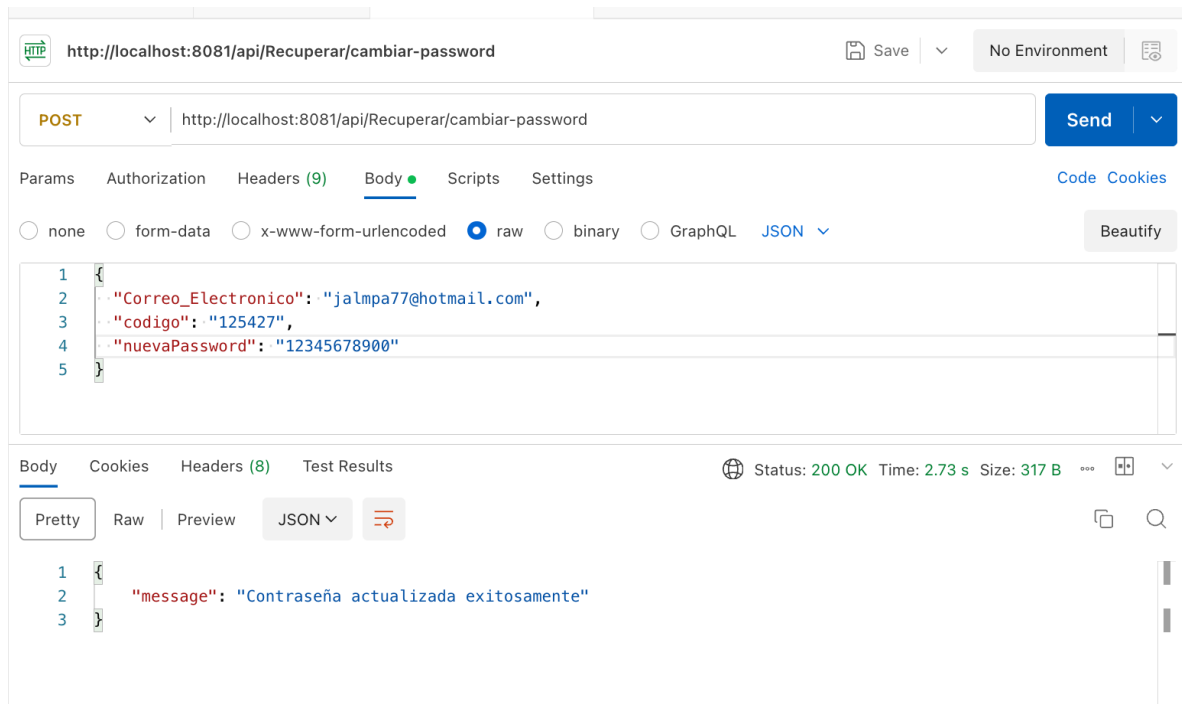 HTTP http://localhost:8081/api/Recuperar/cambiar-password Save No Environment
POST http://localhost:8081/api/Recuperar/cambiar-password Send
Params Authorization Headers (9) Body Scripts Settings Code Cookies
none form-data x-www-form-urlencoded raw binary GraphQL JSON Beautify
1 {
2 "Correo_Electronico": "jalmpa77@hotmail.com",
3 "codigo": "125427",
4 "nuevaPassword": "12345678900"
5 }
Body Cookies Headers (8) Test Results Status: 200 OK Time: 2.73 s Size: 317 B
Pretty Raw Preview JSON
1 {
2 "message": "Contraseña actualizada exitosamente"
3 }